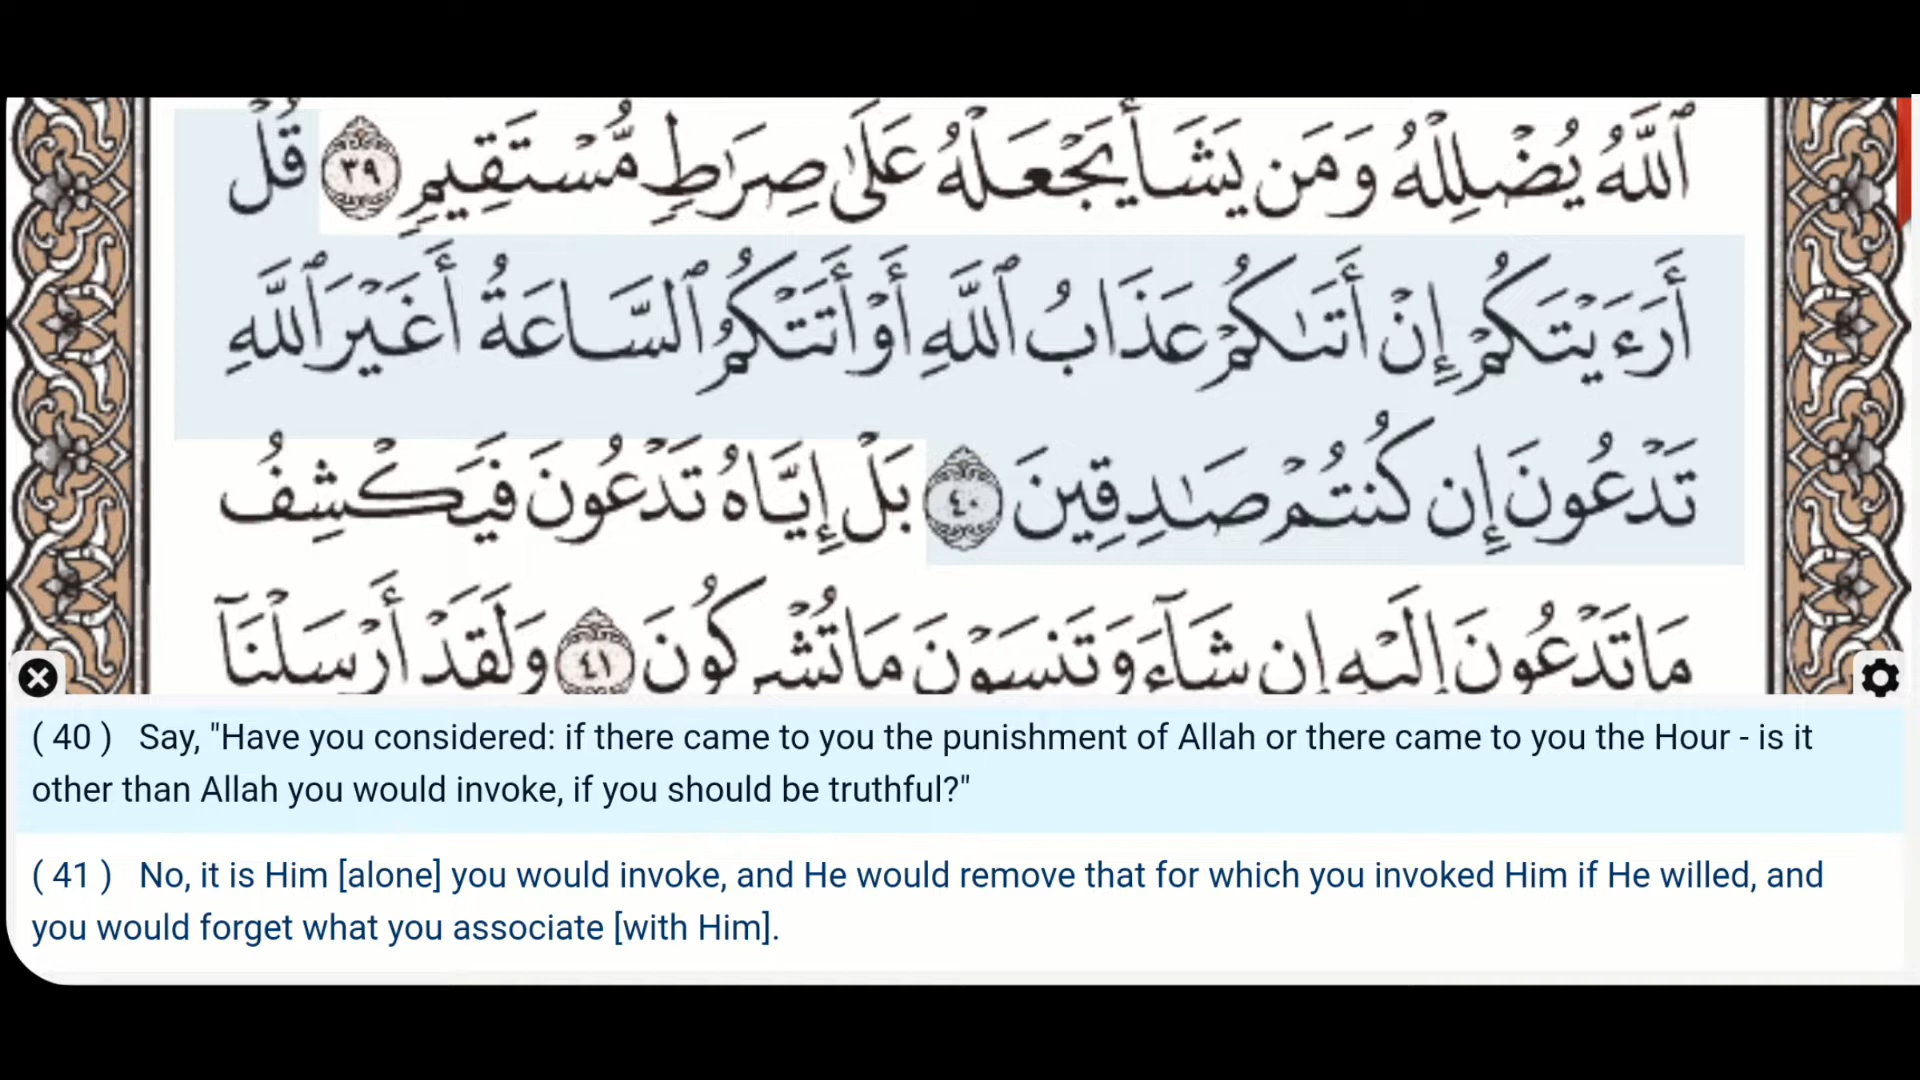 ٱللَّهُ يُضْلِلْهُ وَمَن يَشَأْ يَجْعَلْهُ عَلَىٰ صِرَٰطٍ مُّسْتَقِيمٍ ٣٩ قُلْ
أَرَءَيْتَكُمْ إِنْ أَتَىٰكُمْ عَذَابُ ٱللَّهِ أَوْ أَتَتْكُمُ ٱلسَّاعَةُ أَغَيْرَ ٱللَّهِ
تَدْعُونَ إِن كُنتُمْ صَٰدِقِينَ ٤٠ بَلْ إِيَّاهُ تَدْعُونَ فَيَكْشِفُ
مَا تَدْعُونَ إِلَيْهِ إِن شَآءَ وَتَنسَوْنَ مَا تُشْرِكُونَ ٤١ وَلَقَدْ أَرْسَلْنَآ
( 40 ) Say, "Have you considered: if there came to you the punishment of Allah or there came to you the Hour - is it
other than Allah you would invoke, if you should be truthful?"
( 41 ) No, it is Him [alone] you would invoke, and He would remove that for which you invoked Him if He willed, and
you would forget what you associate [with Him].